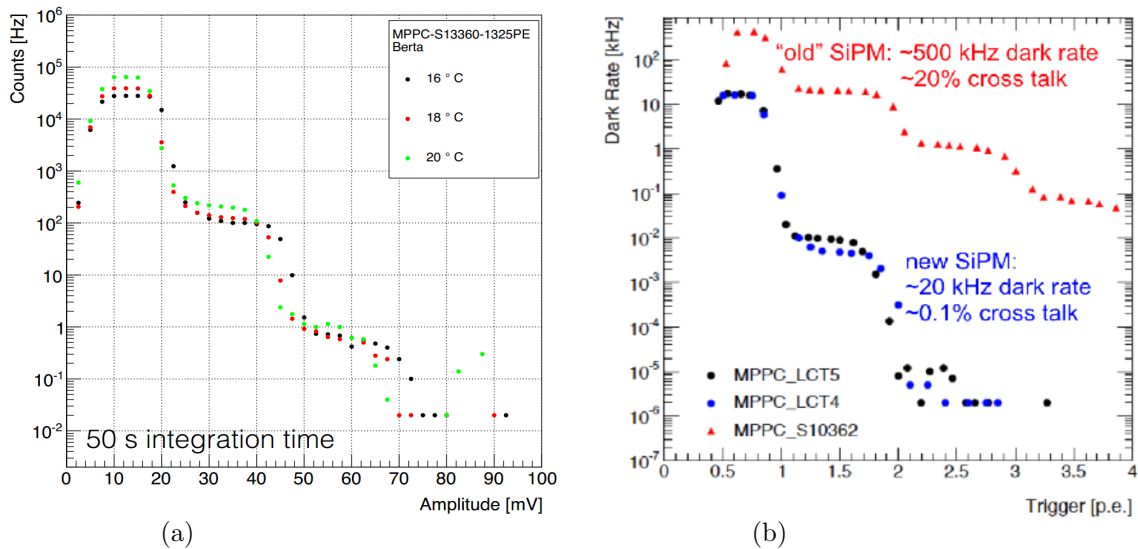 Counts [Hz]
10^6
10^5
10^4
10^3
10^2
10
1
10^-1
10^-2
MPPC-S13360-1325PE
Berta
16 ° C
18 ° C
20 ° C
50 s integration time
0 10 20 30 40 50 60 70 80 90 100
Amplitude [mV]
(a)
Dark Rate [kHz]
10^2
10
1
10^-1
10^-2
10^-3
10^-4
10^-5
10^-6
10^-7
"old" SiPM: ~500 kHz dark rate
~20% cross talk
new SiPM:
~20 kHz dark rate
~0.1% cross talk
MPPC_LCT5
MPPC_LCT4
MPPC_S10362
0 0.5 1 1.5 2 2.5 3 3.5 4
Trigger [p.e.]
(b)